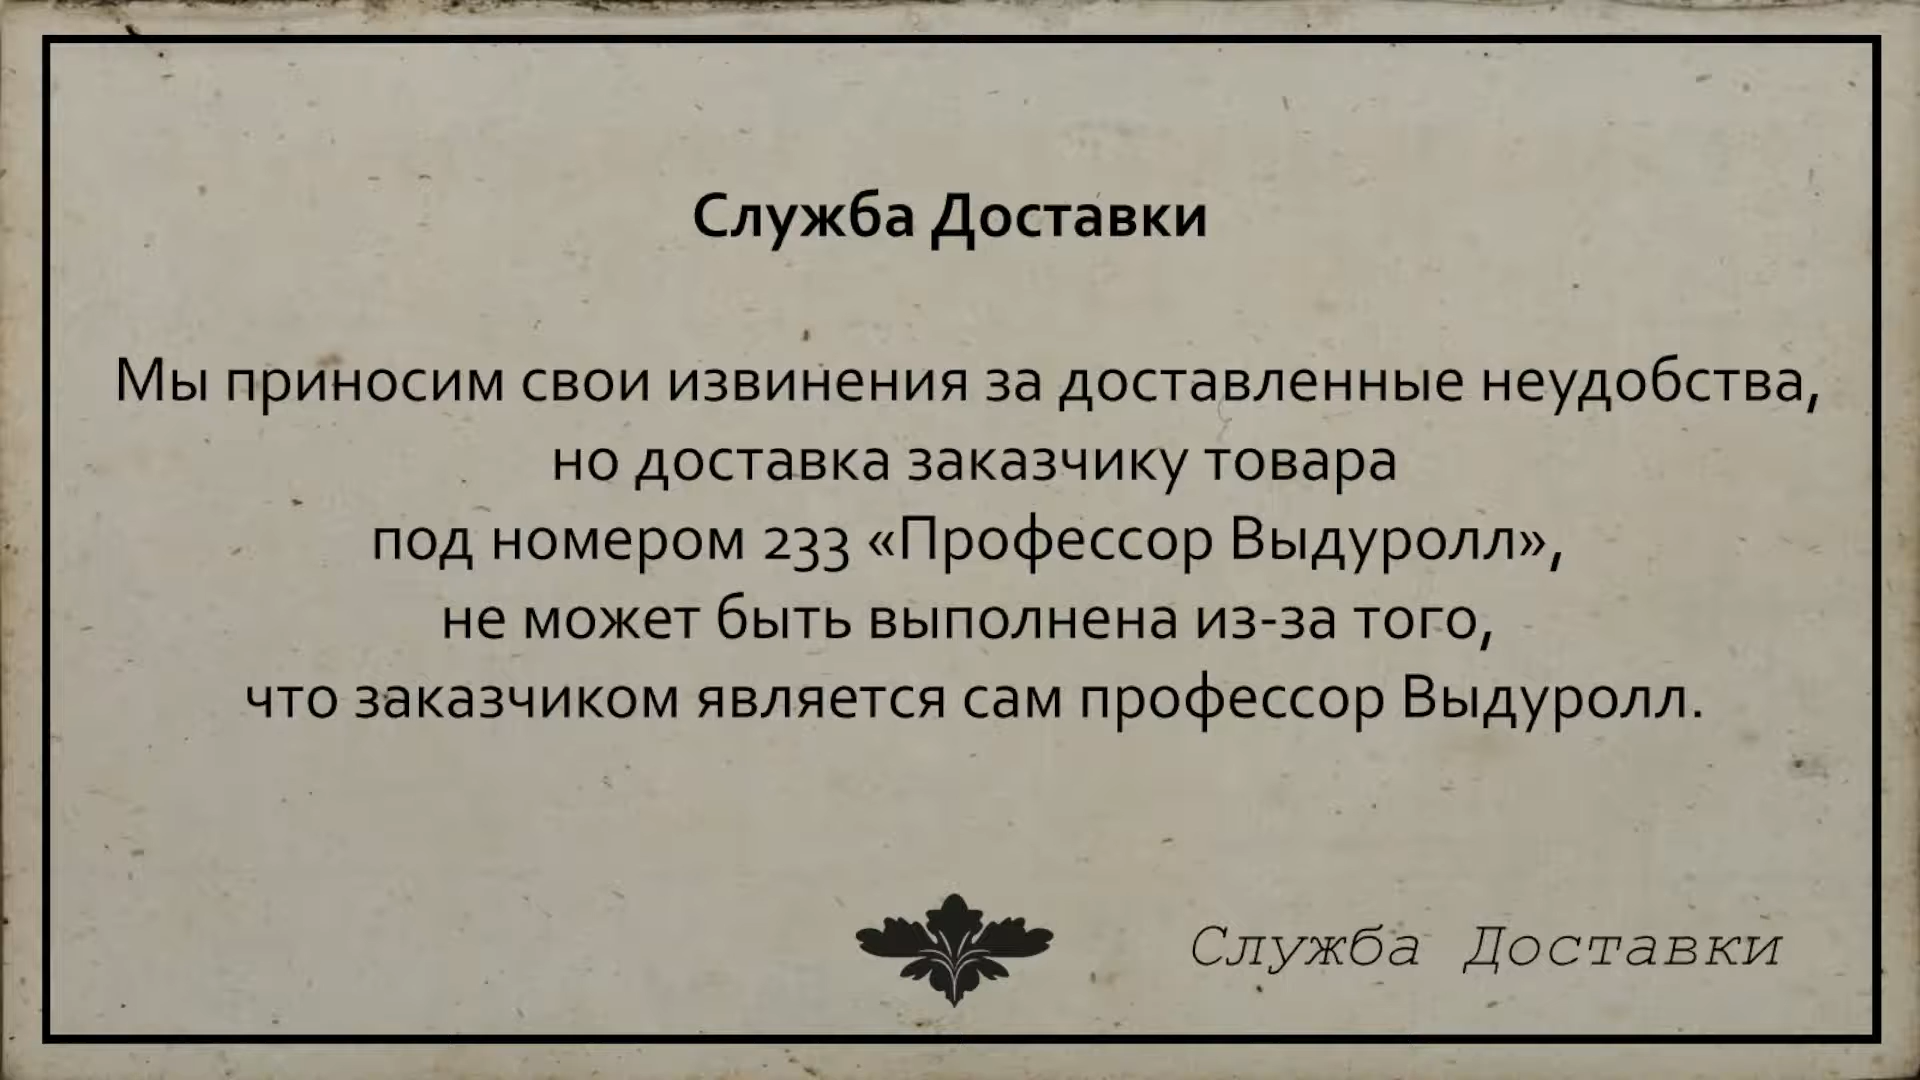 Служба Доставки
Мы приносим свои извинения за доставленные неудобства,
но доставка заказчику товара
под номером 233 «Профессор Выдуролл»,
не может быть выполнена из-за того,
что заказчиком является сам профессор Выдуролл.
Служба Доставки